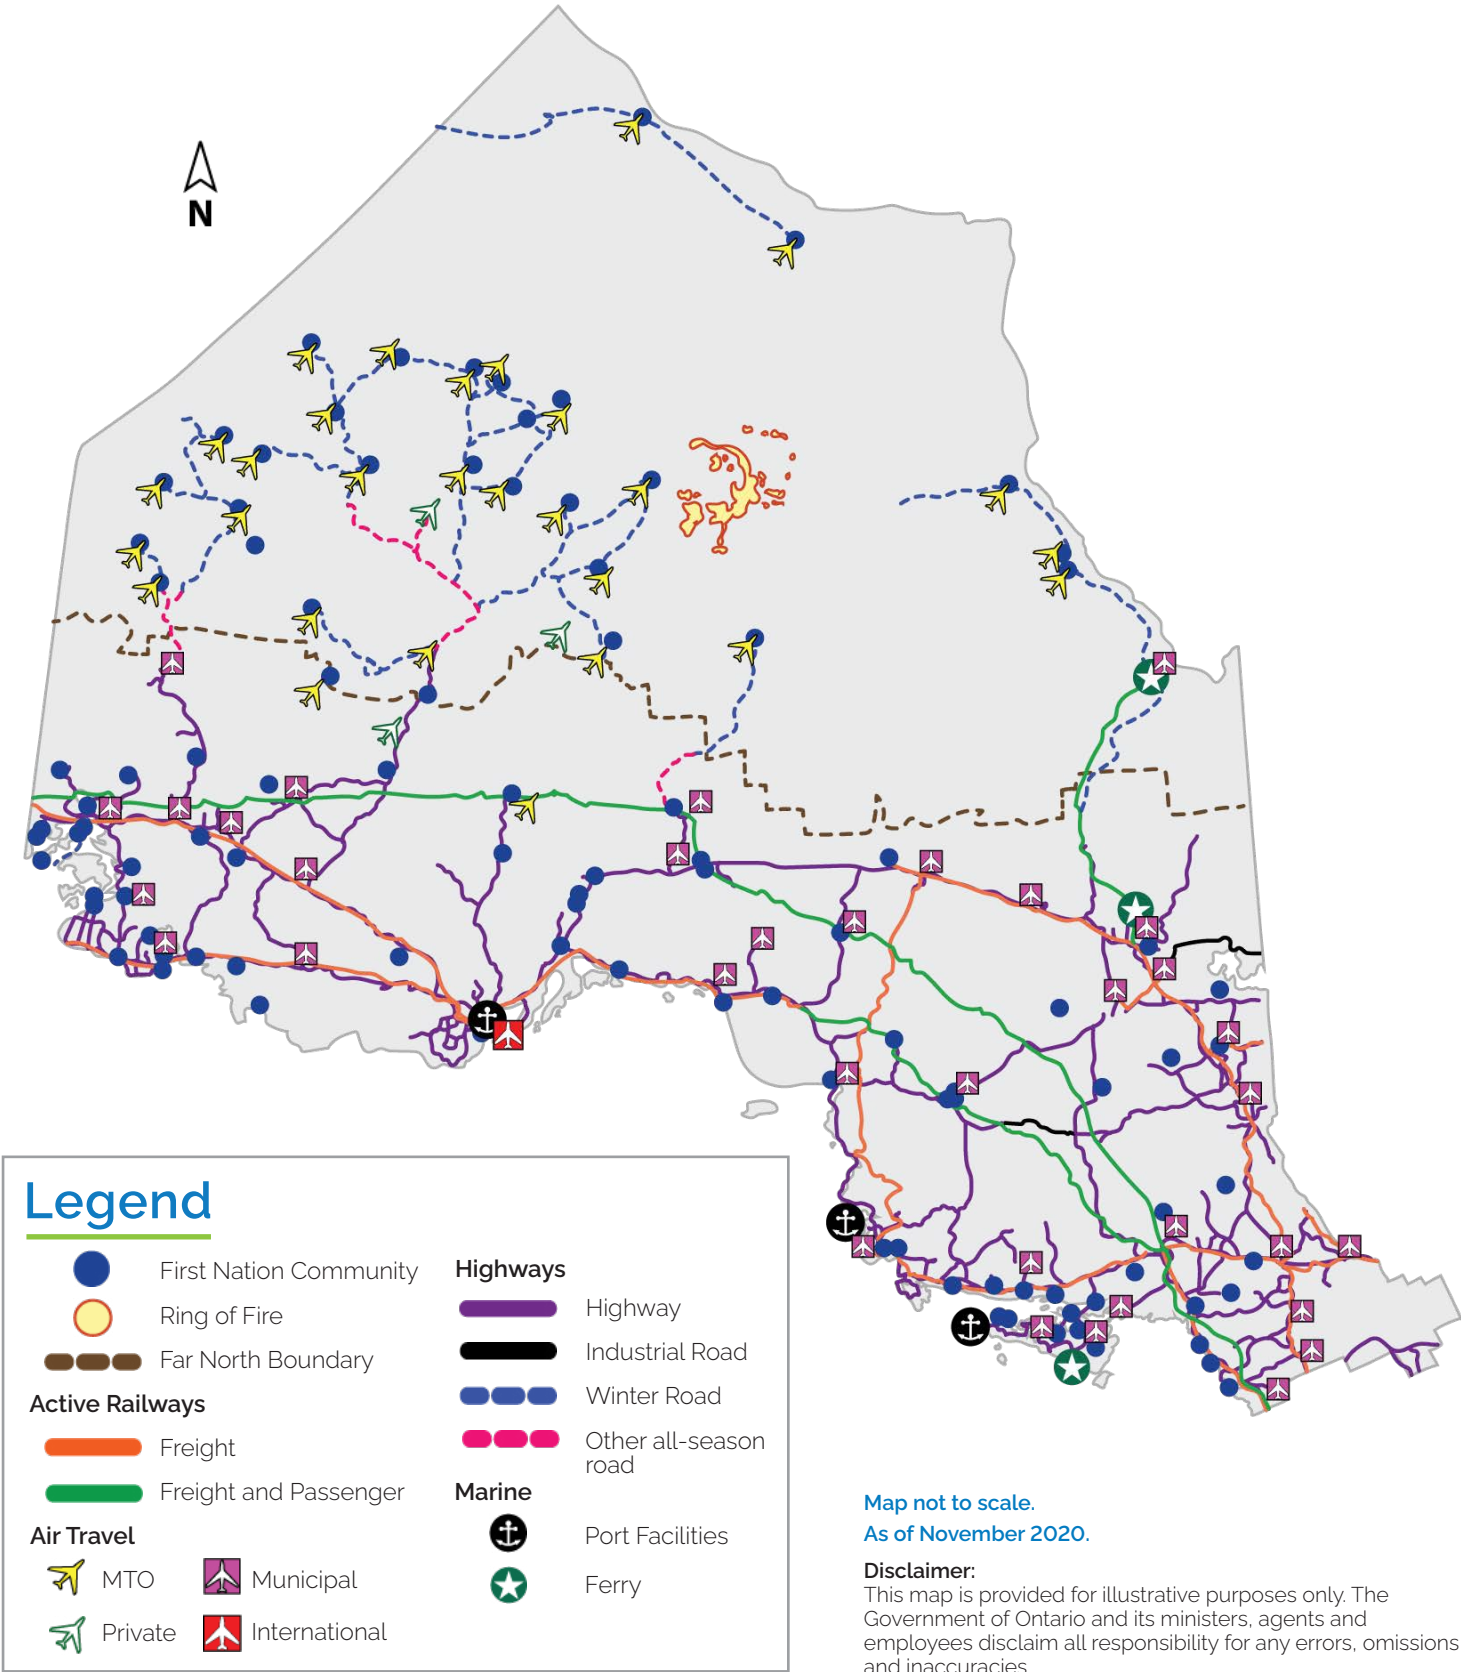 N
Legend
First Nation Community
Ring of Fire
Far North Boundary
Active Railways
Freight
Freight and Passenger
Air Travel
MTO
Municipal
Private
International
Highways
Highway
Industrial Road
Winter Road
Other all-season
road
Marine
Port Facilities
Ferry
Map not to scale.
As of November 2020.
Disclaimer:
This map is provided for illustrative purposes only. The
Government of Ontario and its ministers, agents and
employees disclaim all responsibility for any errors, omissions
and inaccuracies